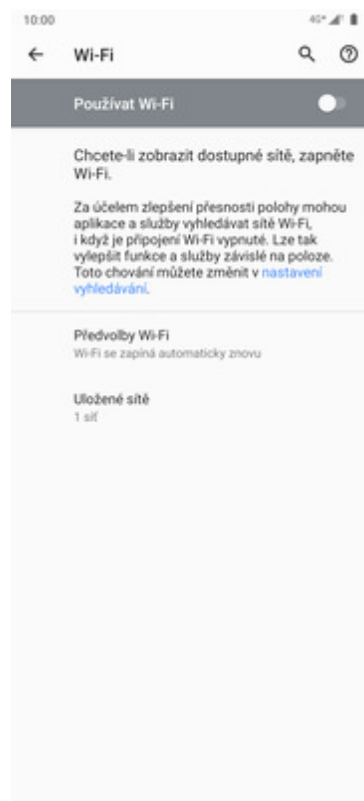 10:00
4G+
Wi-Fi
Používat Wi-Fi
Chcete-li zobrazit dostupné sítě, zapněte
Wi-Fi.
Za účelem zlepšení přesnosti polohy mohou
aplikace a služby vyhledávat sítě Wi-Fi,
i když je připojení Wi-Fi vypnuté. Lze tak
vylepšit funkce a služby závislé na poloze.
Toto chování můžete změnit v nastavení
vyhledávání.
Předvolby Wi-Fi
Wi-Fi se zapíná automaticky znovu
Uložené sítě
1 síť